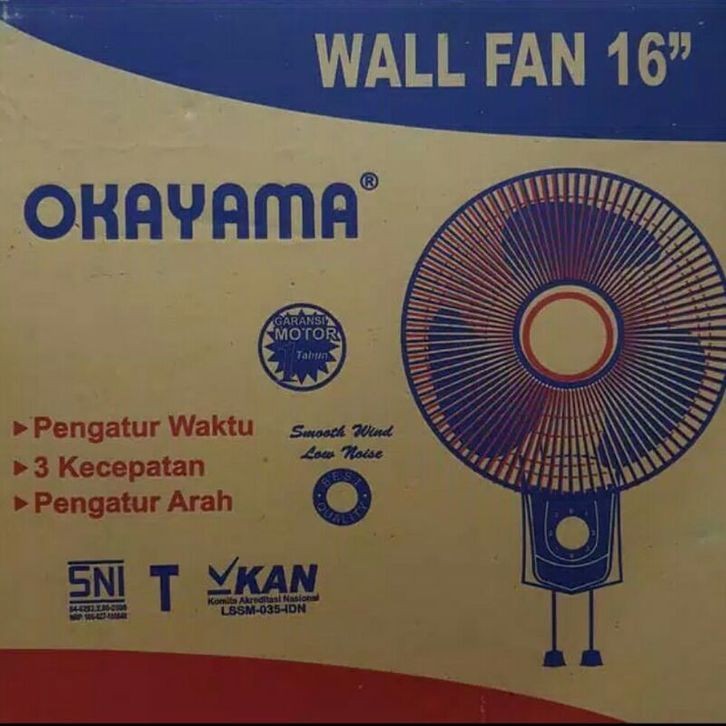 WALL FAN 16”
OKAYAMA®
GARANSI
MOTOR
1 Tahun
▸ Pengatur Waktu
▸ 3 Kecepatan
▸ Pengatur Arah
Smooth Wind
Low Noise
BEST
QUALITY
SNI
T
KAN
Komite Akreditasi Nasional
LSSM-035-IDN